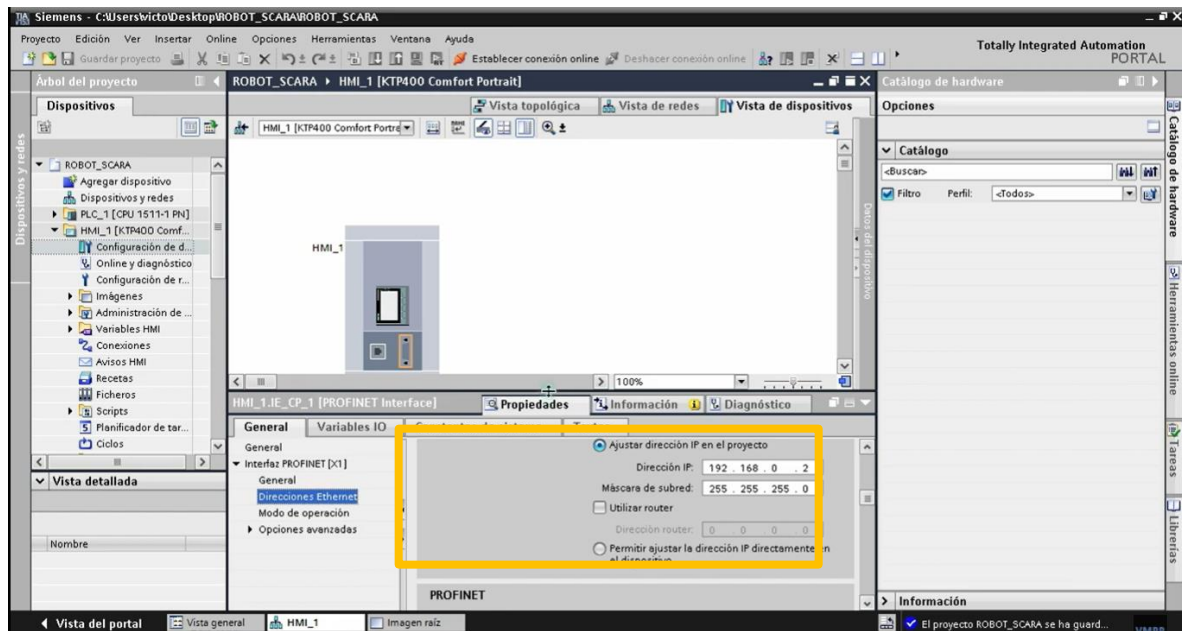 Siemens - C:\Users\victo\Desktop\ROBOT_SCARA\ROBOT_SCARA
Proyecto Edición Ver Insertar Online Opciones Herramientas Ventana Ayuda
Totally Integrated Automation
PORTAL
Guardar proyecto
Establecer conexión online
Deshacer conexión online
Árbol del proyecto
ROBOT_SCARA HMI_1 [KTP400 Comfort Portrait]
Catálogo de hardware
Dispositivos
Vista topológica
Vista de redes
Vista de dispositivos
Opciones
HMI_1 [KTP400 Comfort Portra
Dispositivos y redes
ROBOT_SCARA
Agregar dispositivo
Dispositivos y redes
PLC_1 [CPU 1511-1 PN]
HMI_1 [KTP400 Comf...
Configuración de d...
Online y diagnóstico
Configuración de r...
Imágenes
Administración de ...
Variables HMI
Conexiones
Avisos HMI
Recetas
Ficheros
Scripts
Planificador de tar...
Ciclos
Vista detallada
Nombre
HMI_1
Datos del dispositivo
100%
HMI_1.IE_CP_1 [PROFINET Interface]
Propiedades
Información
Diagnóstico
General
Variables IO
General
Interfaz PROFINET [X1]
General
Direcciones Ethernet
Modo de operación
Opciones avanzadas
Ajustar dirección IP en el proyecto
Dirección IP: 192 . 168 . 0 . 2
Máscara de subred: 255 . 255 . 255 . 0
Utilizar router
Dirección router: 0 . 0 . 0 . 0
Permitir ajustar la dirección IP directamente en
el dispositivo
PROFINET
Catálogo
<Buscar>
Filtro Perfil: <Todos>
Información
Catálogo de hardware
Herramientas online
Tareas
Librerías
Vista del portal
Vista general
HMI_1
Imagen raíz
El proyecto ROBOT_SCARA se ha guard...